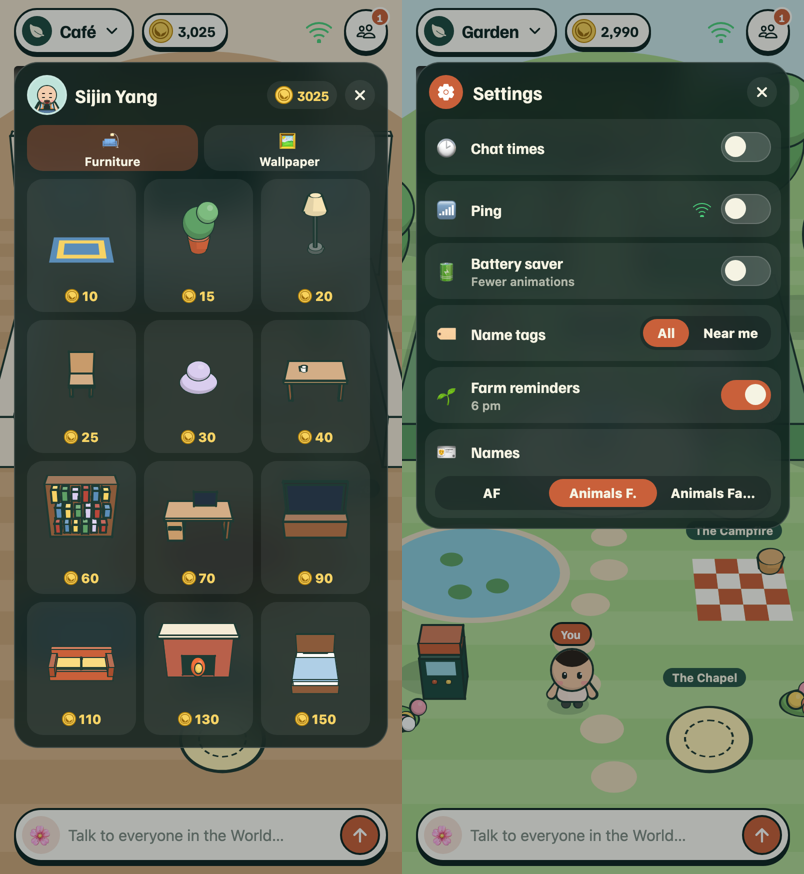 Café
3,025
1
Sijin Yang
3025
Furniture
Wallpaper
10
15
20
25
30
40
60
70
90
110
130
150
Talk to everyone in the World...
Garden
2,990
1
Settings
Chat times
Ping
Battery saver
Fewer animations
Name tags
All
Near me
Farm reminders
6 pm
Names
AF
Animals F.
Animals Fa...
The Campfire
You
The Chapel
Talk to everyone in the World...